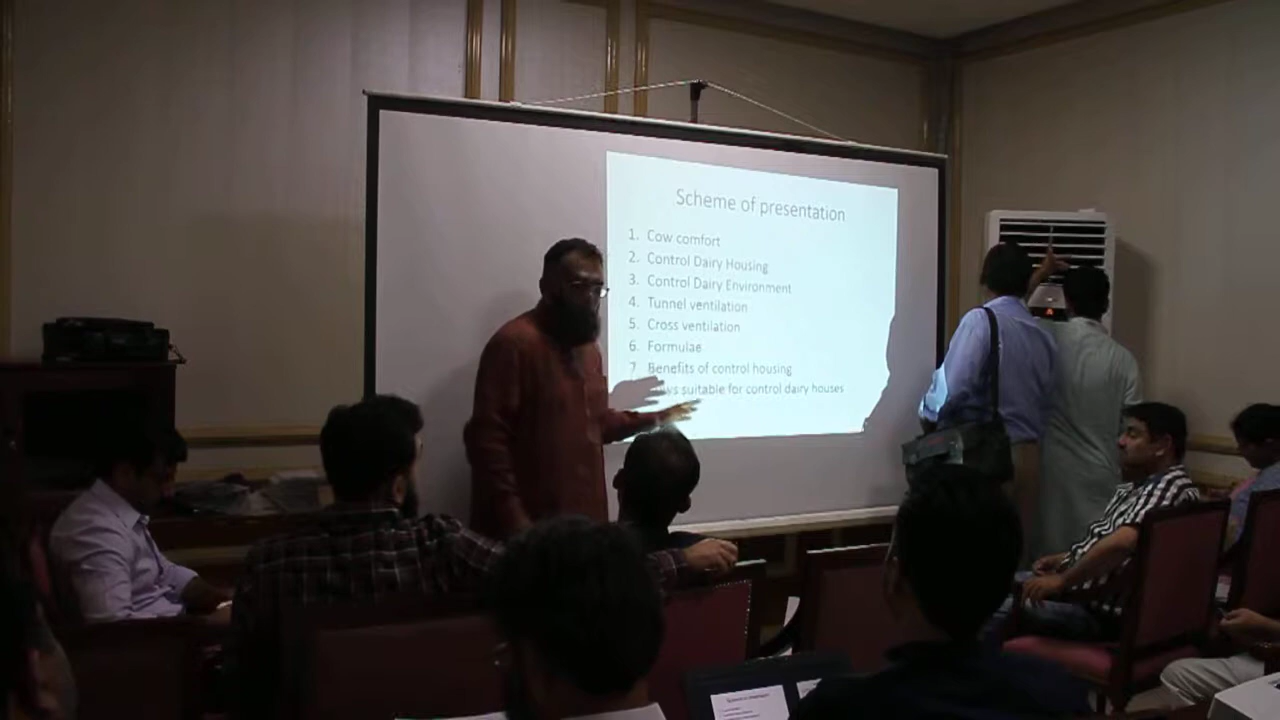 Scheme of presentation
1. Cow comfort
2. Control Dairy Housing
3. Control Dairy Environment
4. Tunnel ventilation
5. Cross ventilation
6. Formulae
7. Benefits of control housing
suitable for control dairy houses